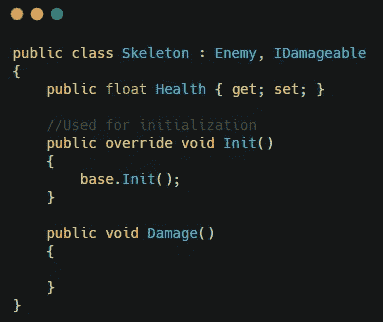 public class Skeleton : Enemy, IDamageable
{
    public float Health { get; set; }

    //Used for initialization
    public override void Init()
    {
        base.Init();
    }

    public void Damage()
    {

    }
}